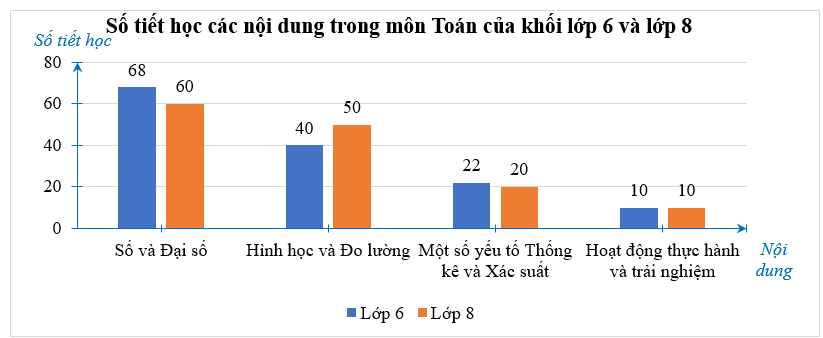 Số tiết học các nội dung trong môn Toán của khối lớp 6 và lớp 8
Số tiết học
80
60
40
20
0
68
60
40
50
22
20
10
10
Số và Đại số
Hình học và Đo lường
Một số yếu tố Thống
kê và Xác suất
Hoạt động thực hành
và trải nghiệm
Nội
dung
Lớp 6
Lớp 8